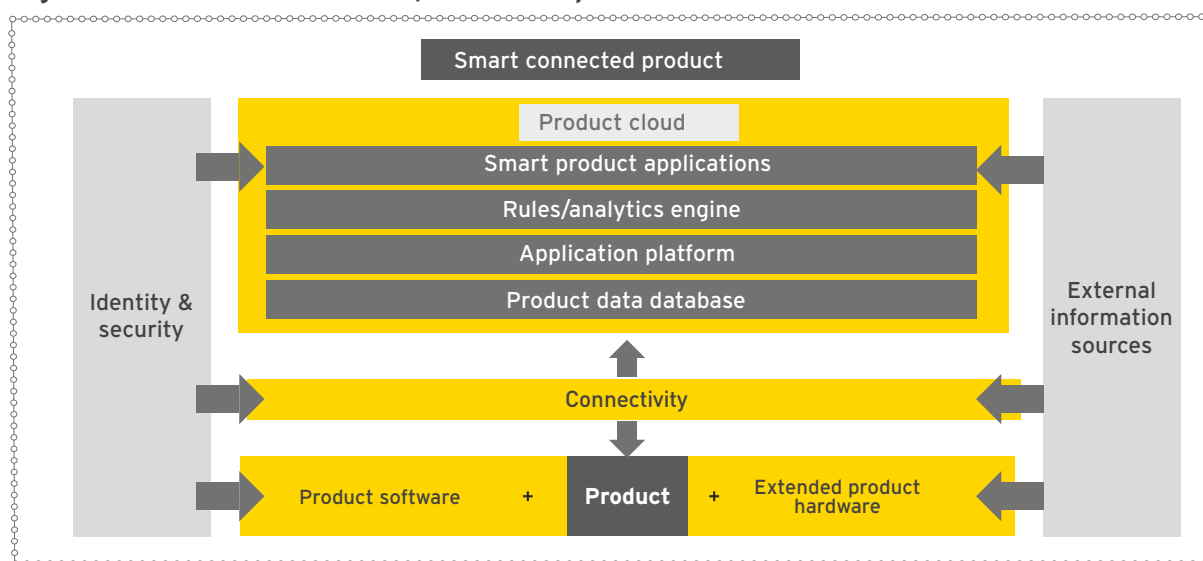 Smart connected product
Product cloud
Smart product applications
Rules/analytics engine
Application platform
Product data database
Identity &
security
External
information
sources
Connectivity
Product software
+
Product
+
Extended product
hardware